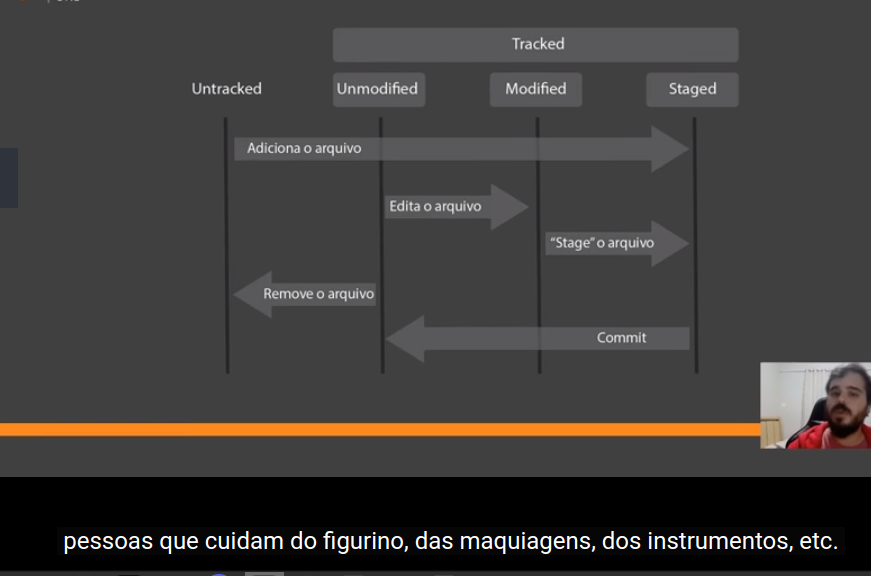 Tracked
Untracked Unmodified Modified Staged
Adiciona o arquivo
Edita o arquivo
“Stage” o arquivo
Remove o arquivo
Commit
pessoas que cuidam do figurino, das maquiagens, dos instrumentos, etc.